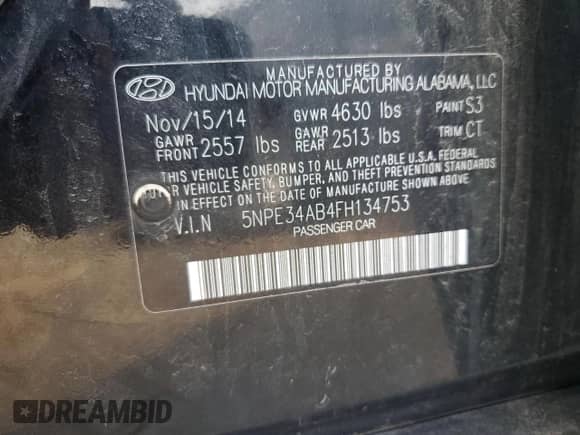 MANUFACTURED BY
HYUNDAI MOTOR MANUFACTURING ALABAMA, LLC
Nov/15/14 GVWR 4630 lbs PAINT S3
GAWR FRONT 2557 lbs GAWR REAR 2513 lbs TRIM CT
THIS VEHICLE CONFORMS TO ALL APPLICABLE U.S.A. FEDERAL
MOTOR VEHICLE SAFETY, BUMPER, AND THEFT PREVENTION STANDARDS
IN EFFECT ON THE DATE OF MANUFACTURE SHOWN ABOVE.
V.I.N 5NPE34AB4FH134753
PASSENGER CAR
DREAMBID